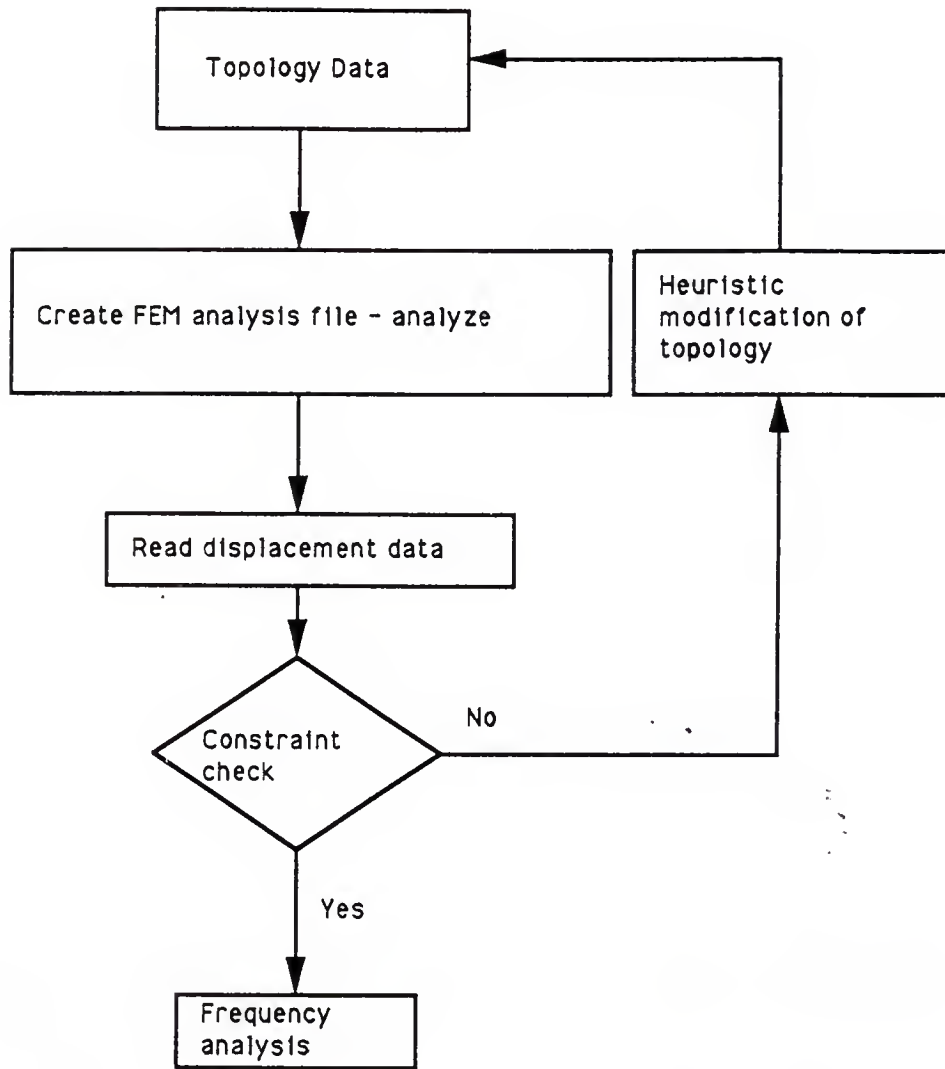 Topology Data
Create FEM analysis file - analyze
Heuristic
modification of
topology
Read displacement data
Constraint
check
No
Yes
Frequency
analysis